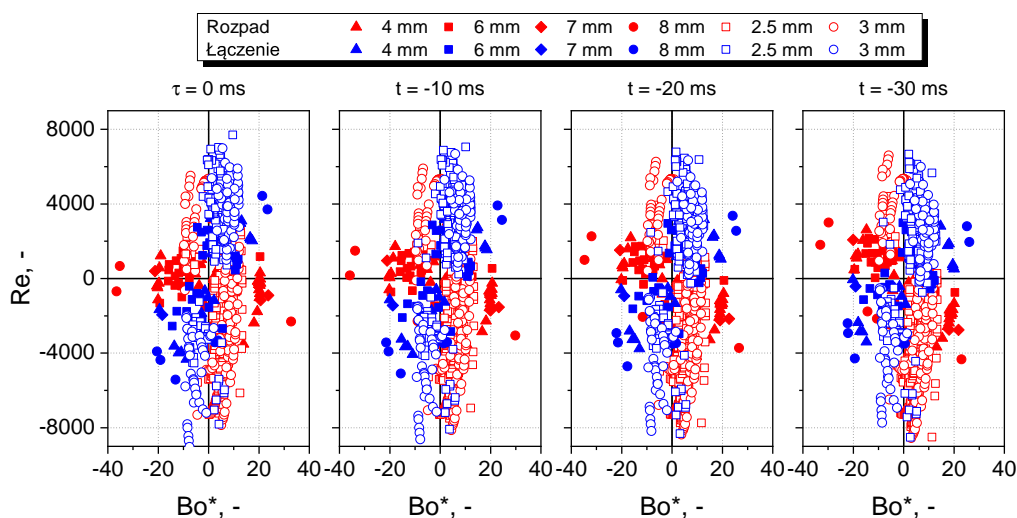 Rozpad 4 mm 6 mm 7 mm 8 mm 2.5 mm 3 mm
Łączenie 4 mm 6 mm 7 mm 8 mm 2.5 mm 3 mm
τ = 0 ms t = -10 ms t = -20 ms t = -30 ms
8000
4000
0
-4000
-8000
Re, -
-40 -20 0 20 40 -40 -20 0 20 40 -40 -20 0 20 40 -40 -20 0 20 40
Bo*, - Bo*, - Bo*, - Bo*, -